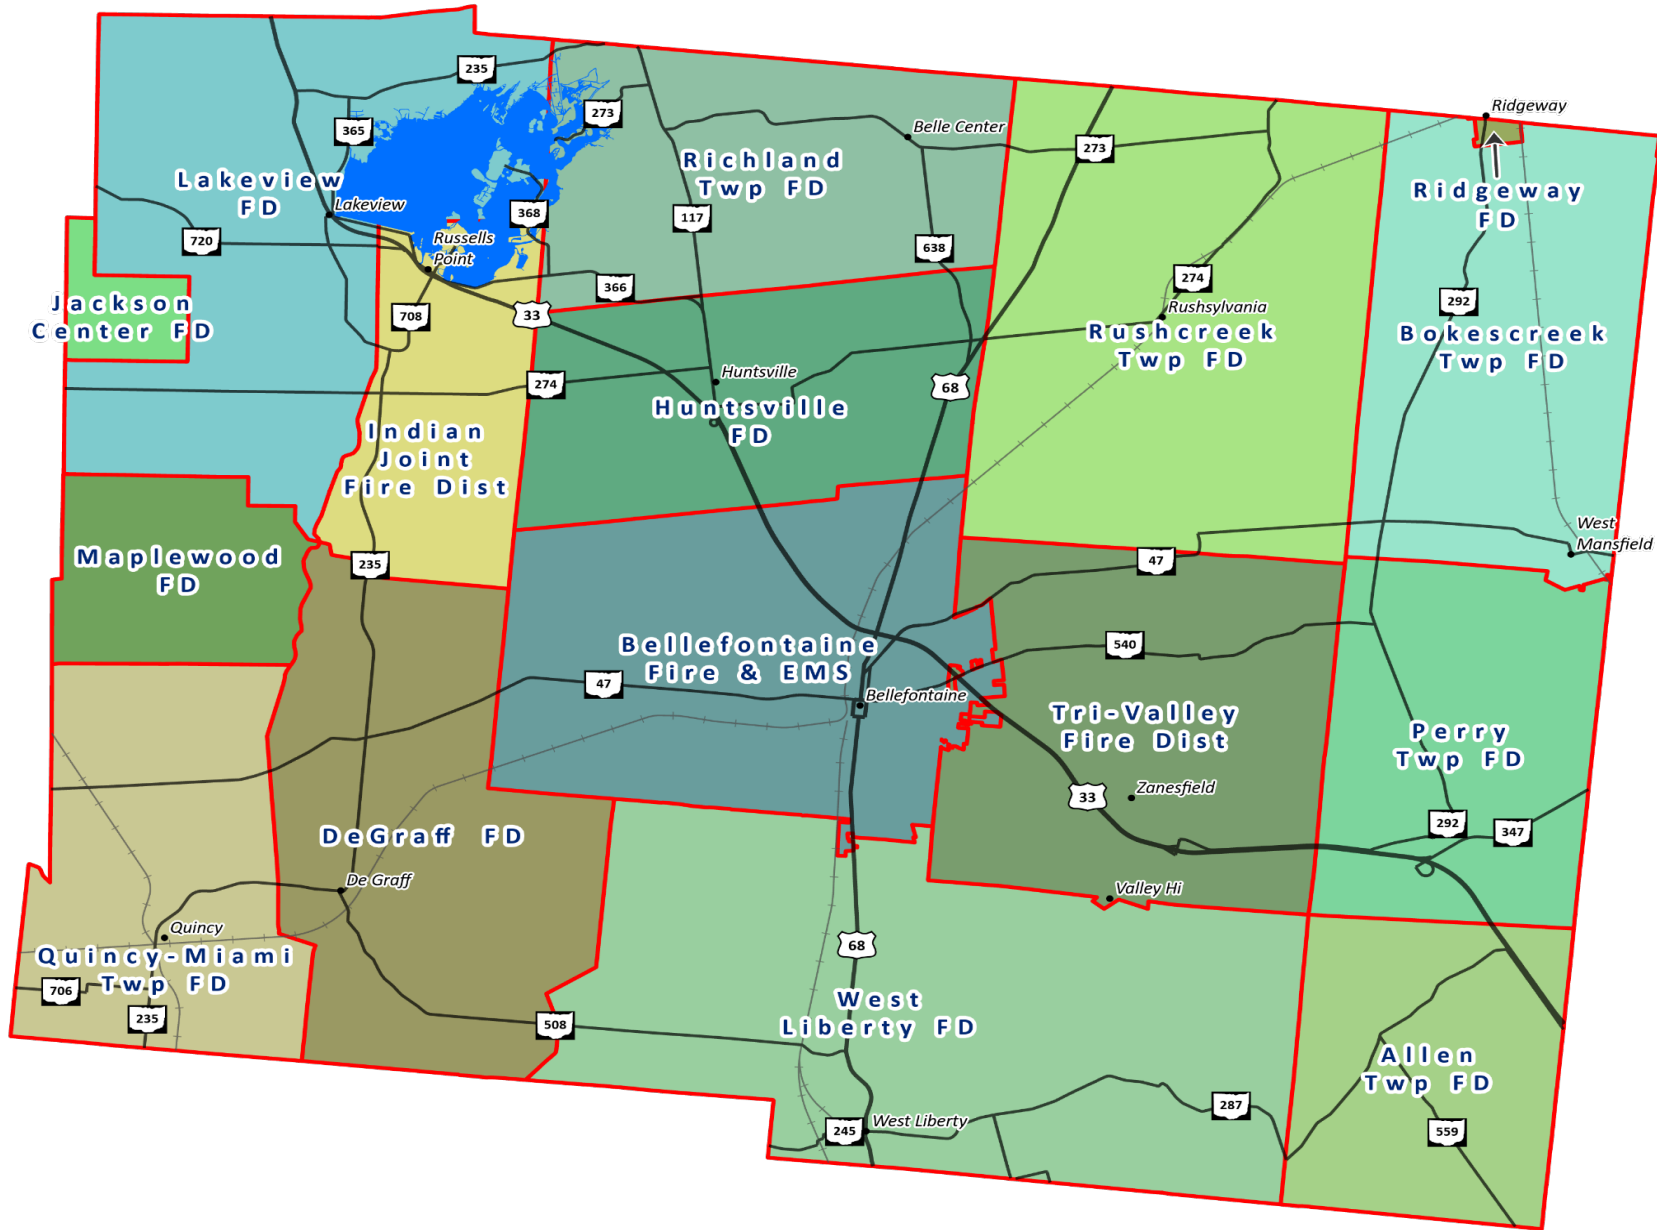 235
Ridgeway
273
365
Belle Center
273
Richland
Twp FD
Lakeview
FD
Ridgeway
FD
Lakeview
368
117
720
Russells
Point
638
274
366
292
Jackson
Center FD
708
33
Rushsylvania
Rushcreek
Twp FD
Bokescreek
Twp FD
Huntsville
274
68
Huntsville
FD
Indian
Joint
Fire Dist
West
Mansfield
Maplewood
FD
235
47
Bellefontaine
Fire & EMS
540
47
Bellefontaine
Tri-Valley
Fire Dist
Perry
Twp FD
Zanesfield
33
292
347
DeGraff FD
De Graff
Valley Hi
Quincy
68
Quincy-Miami
Twp FD
706
235
West
Liberty FD
508
Allen
Twp FD
287
West Liberty
245
559